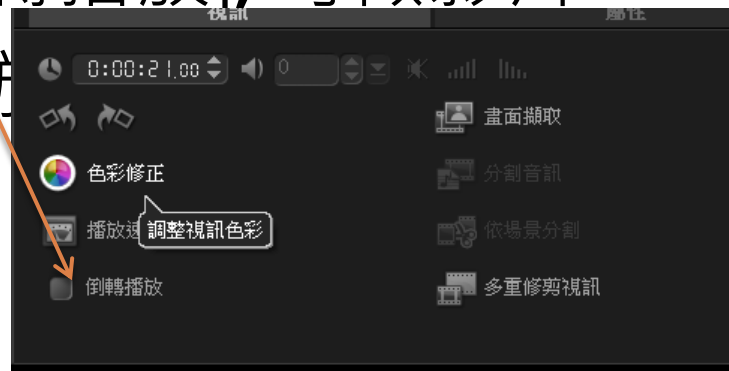 視訊 屬性
0:00:21.00 0
畫面擷取
色彩修正 分割音訊
播放速 調整視訊色彩 依場景分割
倒轉播放 多重修剪視訊